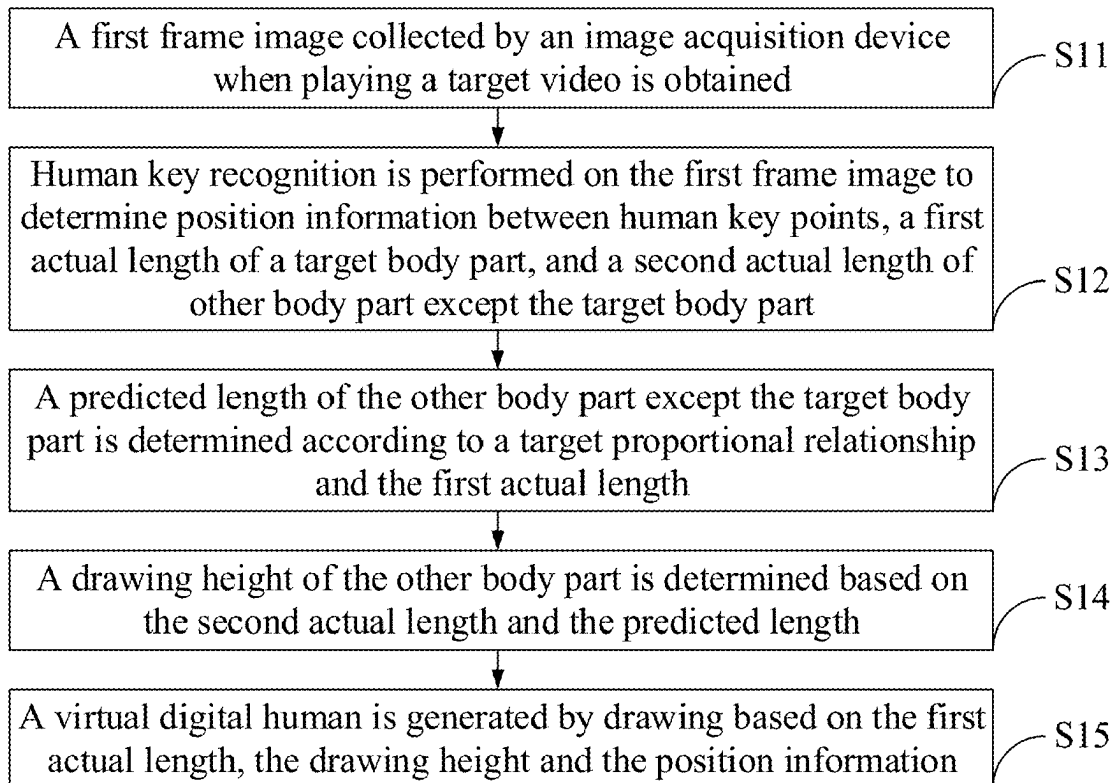 A first frame image collected by an image acquisition device
when playing a target video is obtained
S11
Human key recognition is performed on the first frame image to
determine position information between human key points, a first
actual length of a target body part, and a second actual length of
other body part except the target body part
S12
A predicted length of the other body part except the target body
part is determined according to a target proportional relationship
and the first actual length
S13
A drawing height of the other body part is determined based on
the second actual length and the predicted length
S14
A virtual digital human is generated by drawing based on the first
actual length, the drawing height and the position information
S15